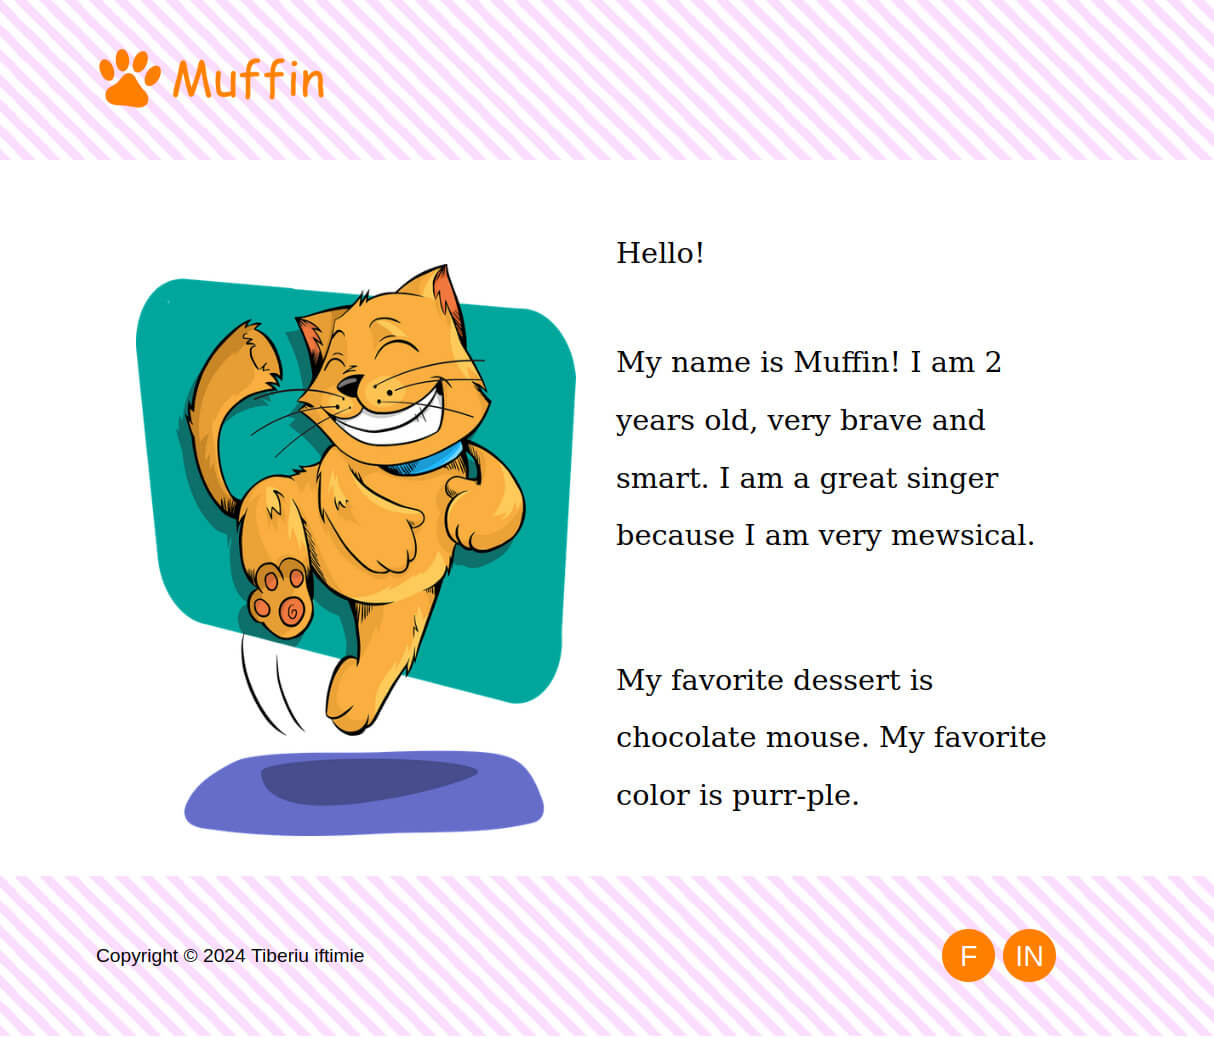 Muffin
Hello!
My name is Muffin! I am 2
years old, very brave and
smart. I am a great singer
because I am very mewsical.
My favorite dessert is
chocolate mouse. My favorite
color is purr-ple.
Copyright © 2024 Tiberiu iftimie
F IN